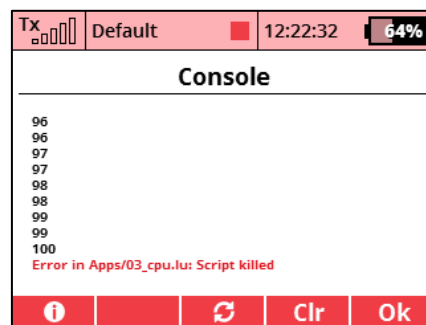 Tx Default 12:22:32 64%
Console
96
96
97
97
98
98
99
99
100
Error in Apps/03_cpu.lu: Script killed
Clr Ok